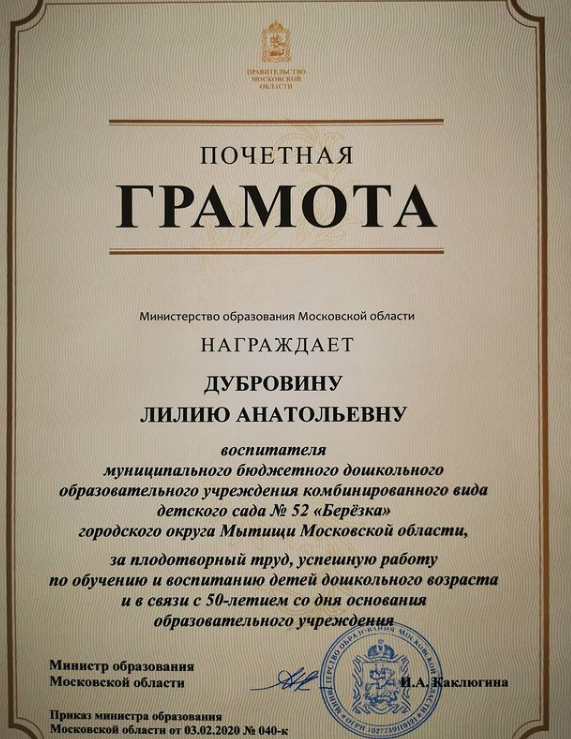 ПРАВИТЕЛЬСТВО
МОСКОВСКОЙ
ОБЛАСТИ
ПОЧЕТНАЯ
ГРАМОТА
Министерство образования Московской области
НАГРАЖДАЕТ
ДУБРОВИНУ
ЛИЛИЮ АНАТОЛЬЕВНУ
воспитателя
муниципального бюджетного дошкольного
образовательного учреждения комбинированного вида
детского сада № 52 «Берёзка»
городского округа Мытищи Московской области,
за плодотворный труд, успешную работу
по обучению и воспитанию детей дошкольного возраста
и в связи с 50-летием со дня основания
образовательного учреждения
Министр образования
Московской области
И.А. Каклюгина
Приказ министра образования
Московской области от 03.02.2020 № 040-к